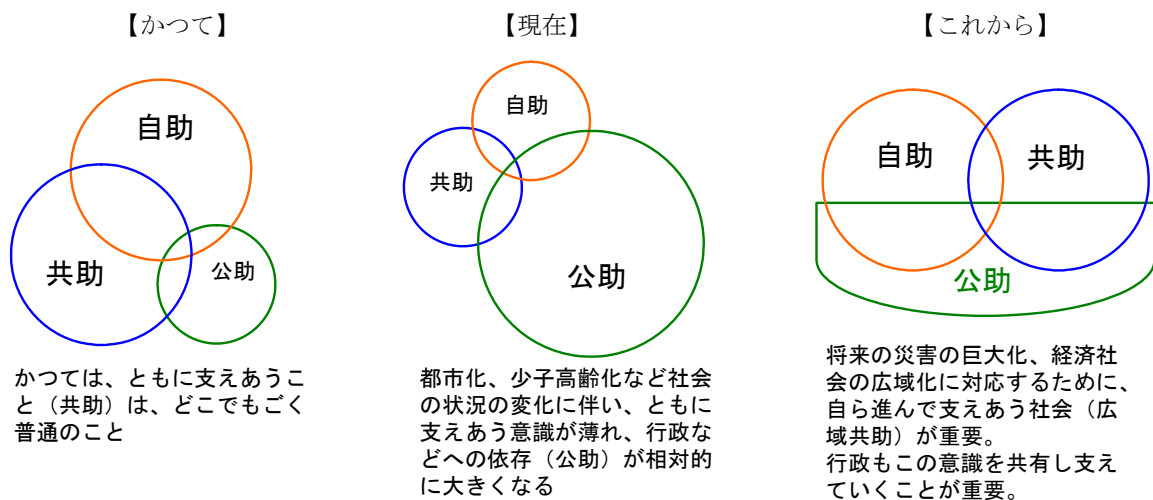 【かつて】
自助
共助
公助
かつては、ともに支えあうこ
と（共助）は、どこでもごく
普通のこと
【現在】
自助
共助
公助
都市化、少子高齢化など社会
の状況の変化に伴い、ともに
支えあう意識が薄れ、行政な
どへの依存（公助）が相対的
に大きくなる
【これから】
自助
共助
公助
将来の災害の巨大化、経済社
会の広域化に対応するために、
自ら進んで支えあう社会（広
域共助）が重要。
行政もこの意識を共有し支え
ていくことが重要。